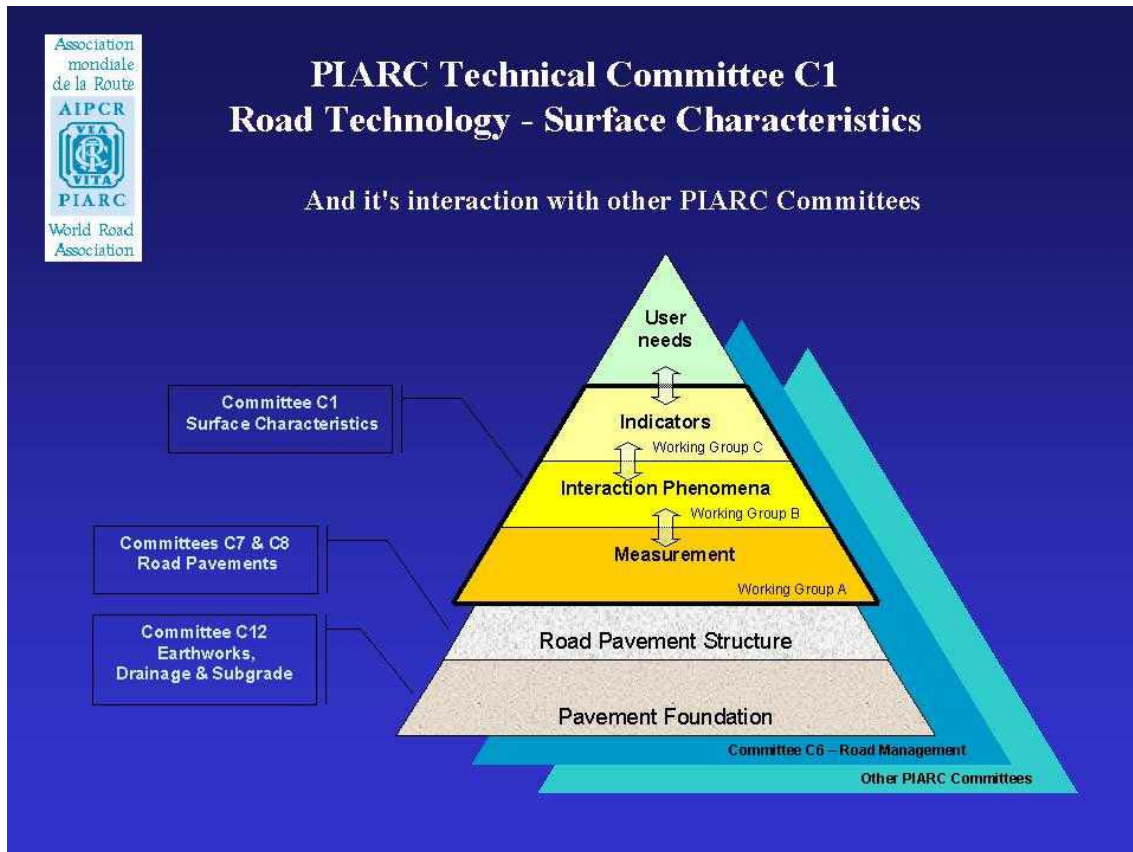 Association
mondiale
de la Route
AIPCR
VIA
VITA
PIARC
World Road
Association
PIARC Technical Committee C1
Road Technology - Surface Characteristics
And it's interaction with other PIARC Committees
User
needs
Committee C1
Surface Characteristics
Indicators
Working Group C
Interaction Phenomena
Working Group B
Committees C7 & C8
Road Pavements
Measurement
Working Group A
Committee C12
Earthworks,
Drainage & Subgrade
Road Pavement Structure
Pavement Foundation
Committee C6 – Road Management
Other PIARC Committees